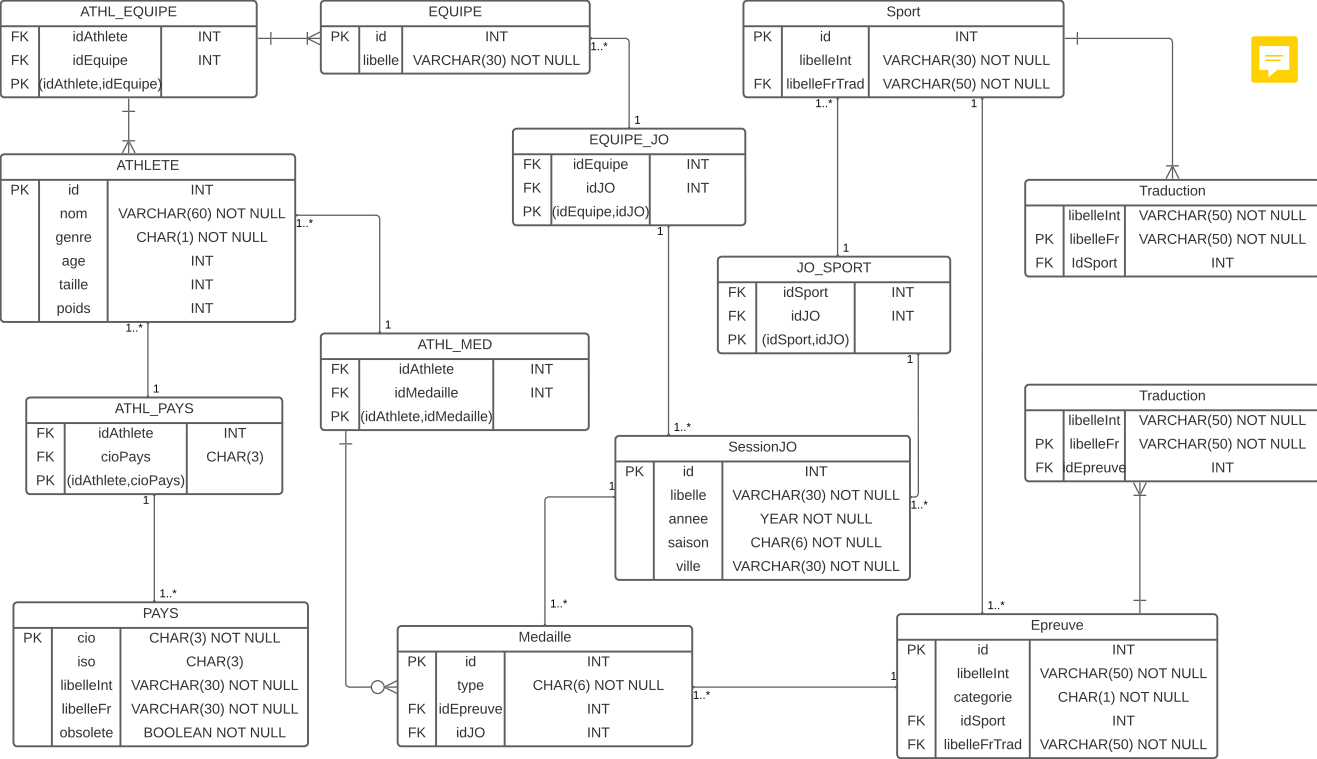 ATHL_EQUIPE
FK idAthlete INT
FK idEquipe INT
PK (idAthlete,idEquipe)
EQUIPE
PK id INT
libelle VARCHAR(30) NOT NULL
1..*
1
Sport
PK id INT
libelleInt VARCHAR(30) NOT NULL
FK libelleFrTrad VARCHAR(50) NOT NULL
1..*
1
EQUIPE_JO
FK idEquipe INT
FK idJO INT
PK (idEquipe,idJO)
1
ATHLETE
PK id INT
nom VARCHAR(60) NOT NULL
genre CHAR(1) NOT NULL
age INT
taille INT
poids INT
1..*
1..*
1
Traduction
libelleInt VARCHAR(50) NOT NULL
PK libelleFr VARCHAR(50) NOT NULL
FK IdSport INT
1
JO_SPORT
FK idSport INT
FK idJO INT
PK (idSport,idJO)
1
ATHL_MED
FK idAthlete INT
FK idMedaille INT
PK (idAthlete,idMedaille)
1
ATHL_PAYS
FK idAthlete INT
FK cioPays CHAR(3)
PK (idAthlete,cioPays)
1
Traduction
libelleInt VARCHAR(50) NOT NULL
PK libelleFr VARCHAR(50) NOT NULL
FK idEpreuve INT
1..*
SessionJO
PK id INT
libelle VARCHAR(30) NOT NULL
annee YEAR NOT NULL
saison CHAR(6) NOT NULL
ville VARCHAR(30) NOT NULL
1
1..*
1..*
PAYS
PK cio CHAR(3) NOT NULL
iso CHAR(3)
libelleInt VARCHAR(30) NOT NULL
libelleFr VARCHAR(30) NOT NULL
obsolete BOOLEAN NOT NULL
1..*
Medaille
PK id INT
type CHAR(6) NOT NULL
FK idEpreuve INT
FK idJO INT
1..*
1
1..*
Epreuve
PK id INT
libelleInt VARCHAR(50) NOT NULL
categorie CHAR(1) NOT NULL
FK idSport INT
FK libelleFrTrad VARCHAR(50) NOT NULL